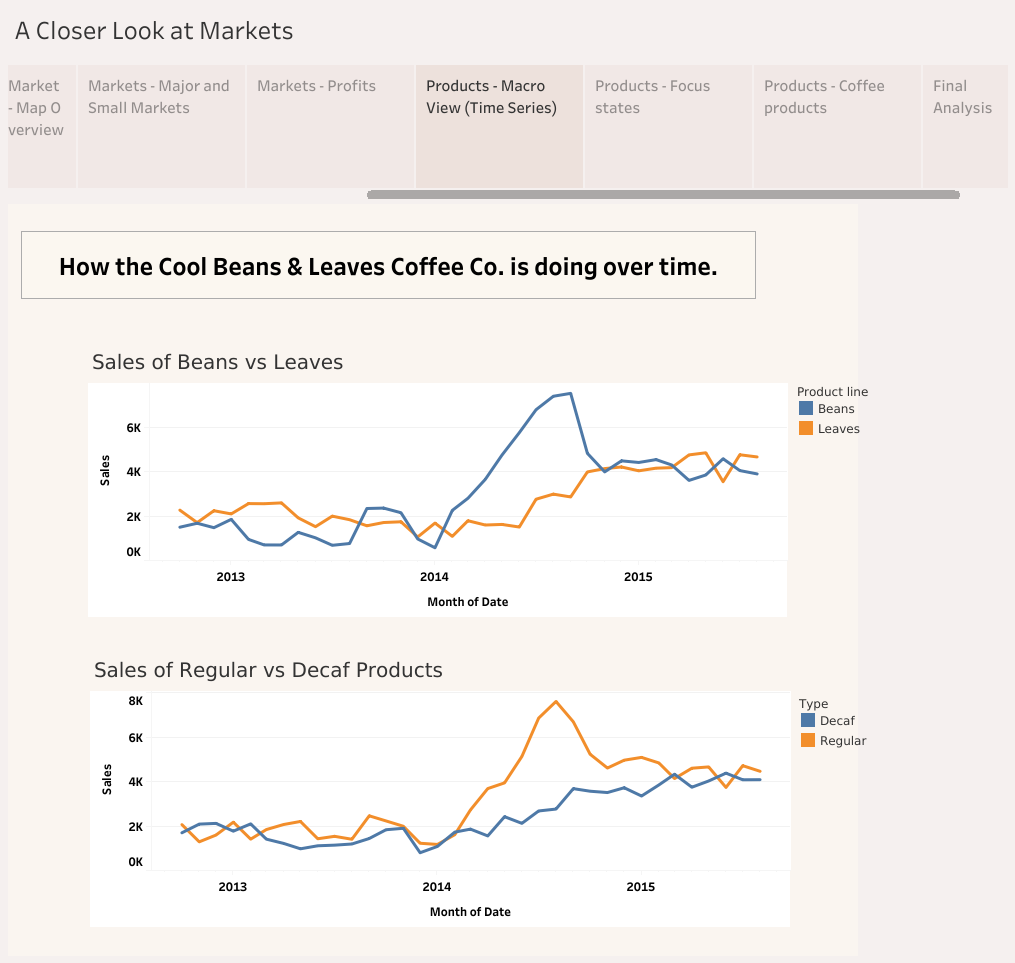 A Closer Look at Markets
Market
- Map O
verview
Markets - Major and
Small Markets
Markets - Profits
Products - Macro
View (Time Series)
Products - Focus
states
Products - Coffee
products
Final
Analysis
How the Cool Beans & Leaves Coffee Co. is doing over time.
Sales of Beans vs Leaves
Product line
Beans
Leaves
6K
4K
2K
0K
Sales
2013
2014
2015
Month of Date
Sales of Regular vs Decaf Products
Type
Decaf
Regular
8K
6K
4K
2K
0K
Sales
2013
2014
2015
Month of Date